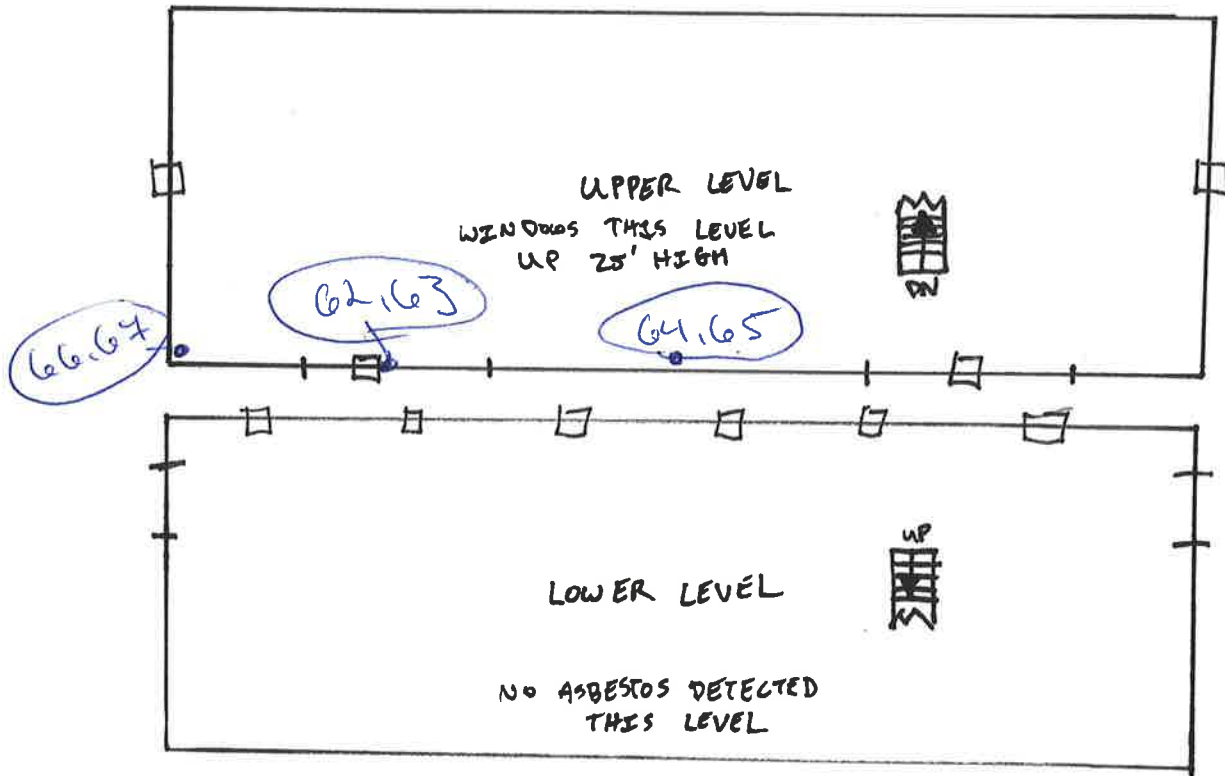 UPPER LEVEL
WINDOWS THIS LEVEL
UP 25' HIGH
DN
62,63
64,65
66,67
UP
LOWER LEVEL
NO ASBESTOS DETECTED
THIS LEVEL